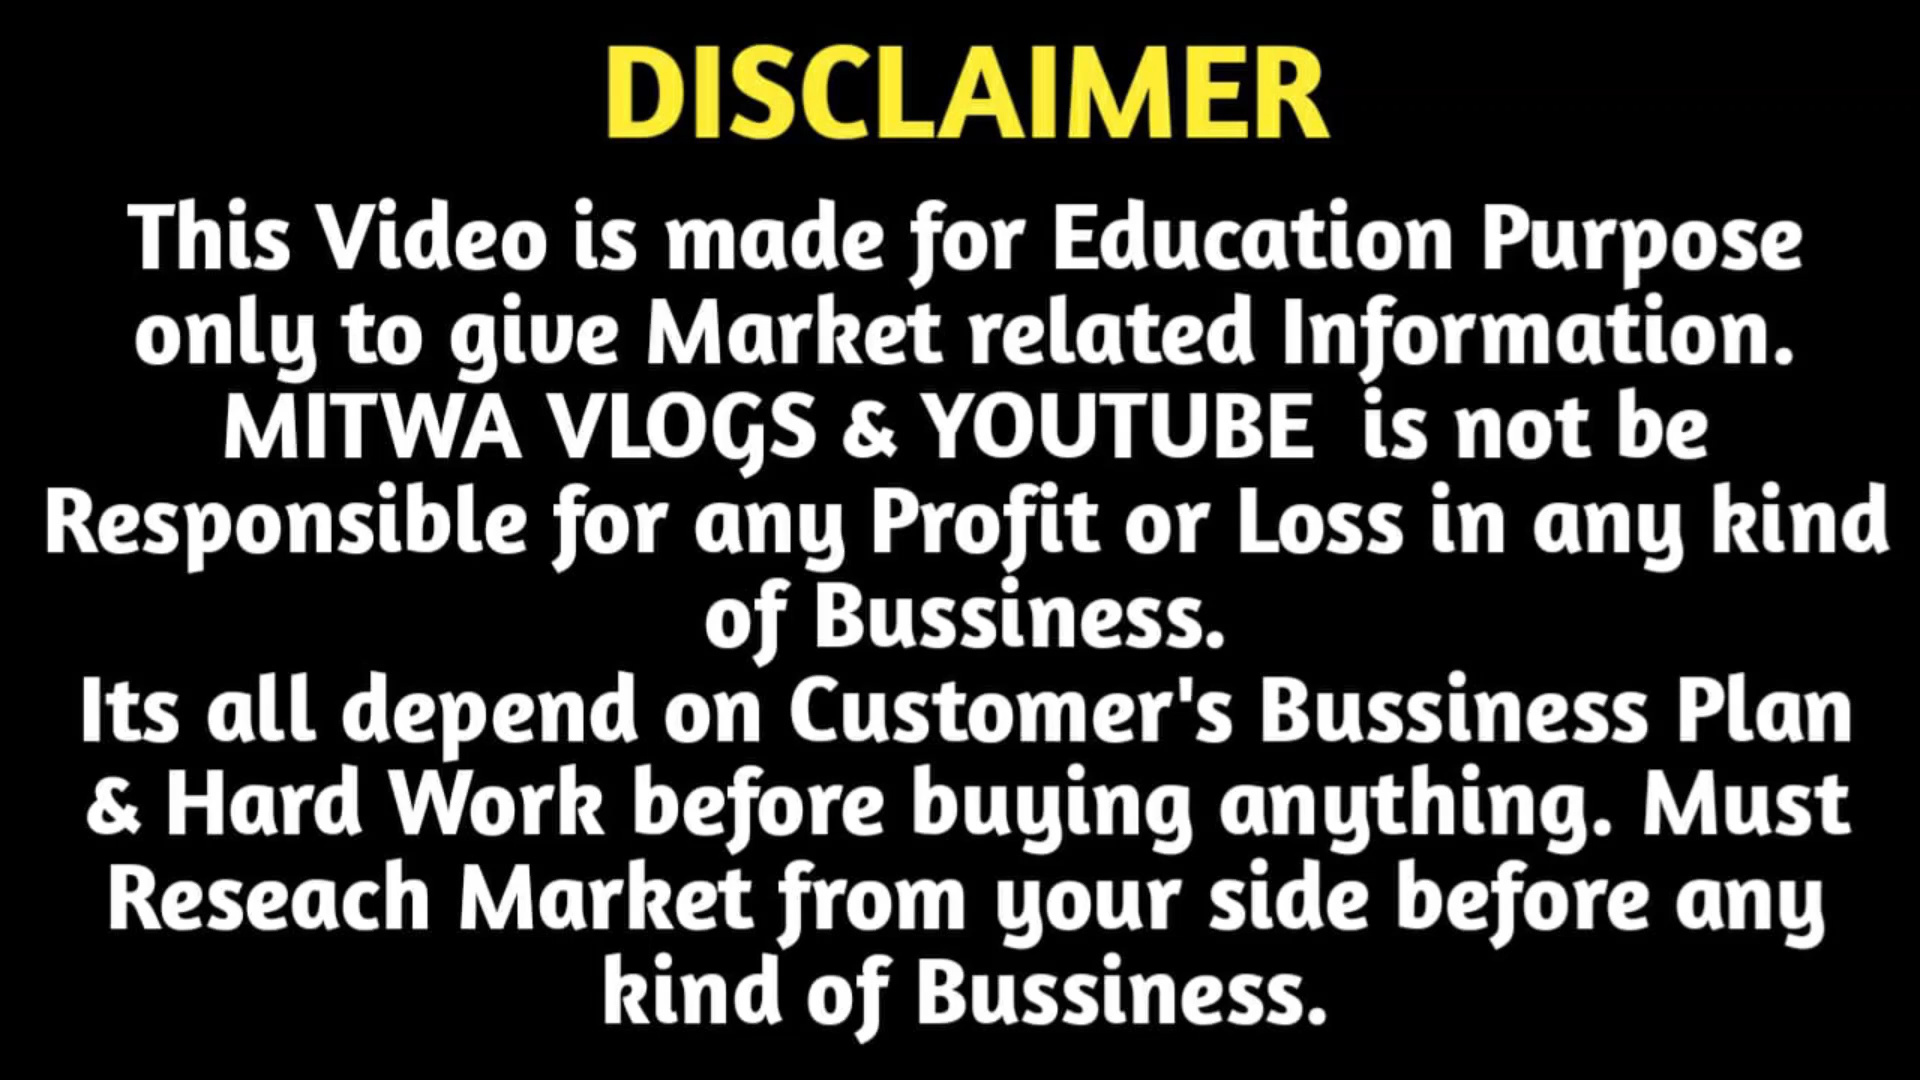 DISCLAIMER
This Video is made for Education Purpose
only to give Market related Information.
MITWA VLOGS & YOUTUBE is not be
Responsible for any Profit or Loss in any kind
of Bussiness.
Its all depend on Customer's Bussiness Plan
& Hard Work before buying anything. Must
Reseach Market from your side before any
kind of Bussiness.